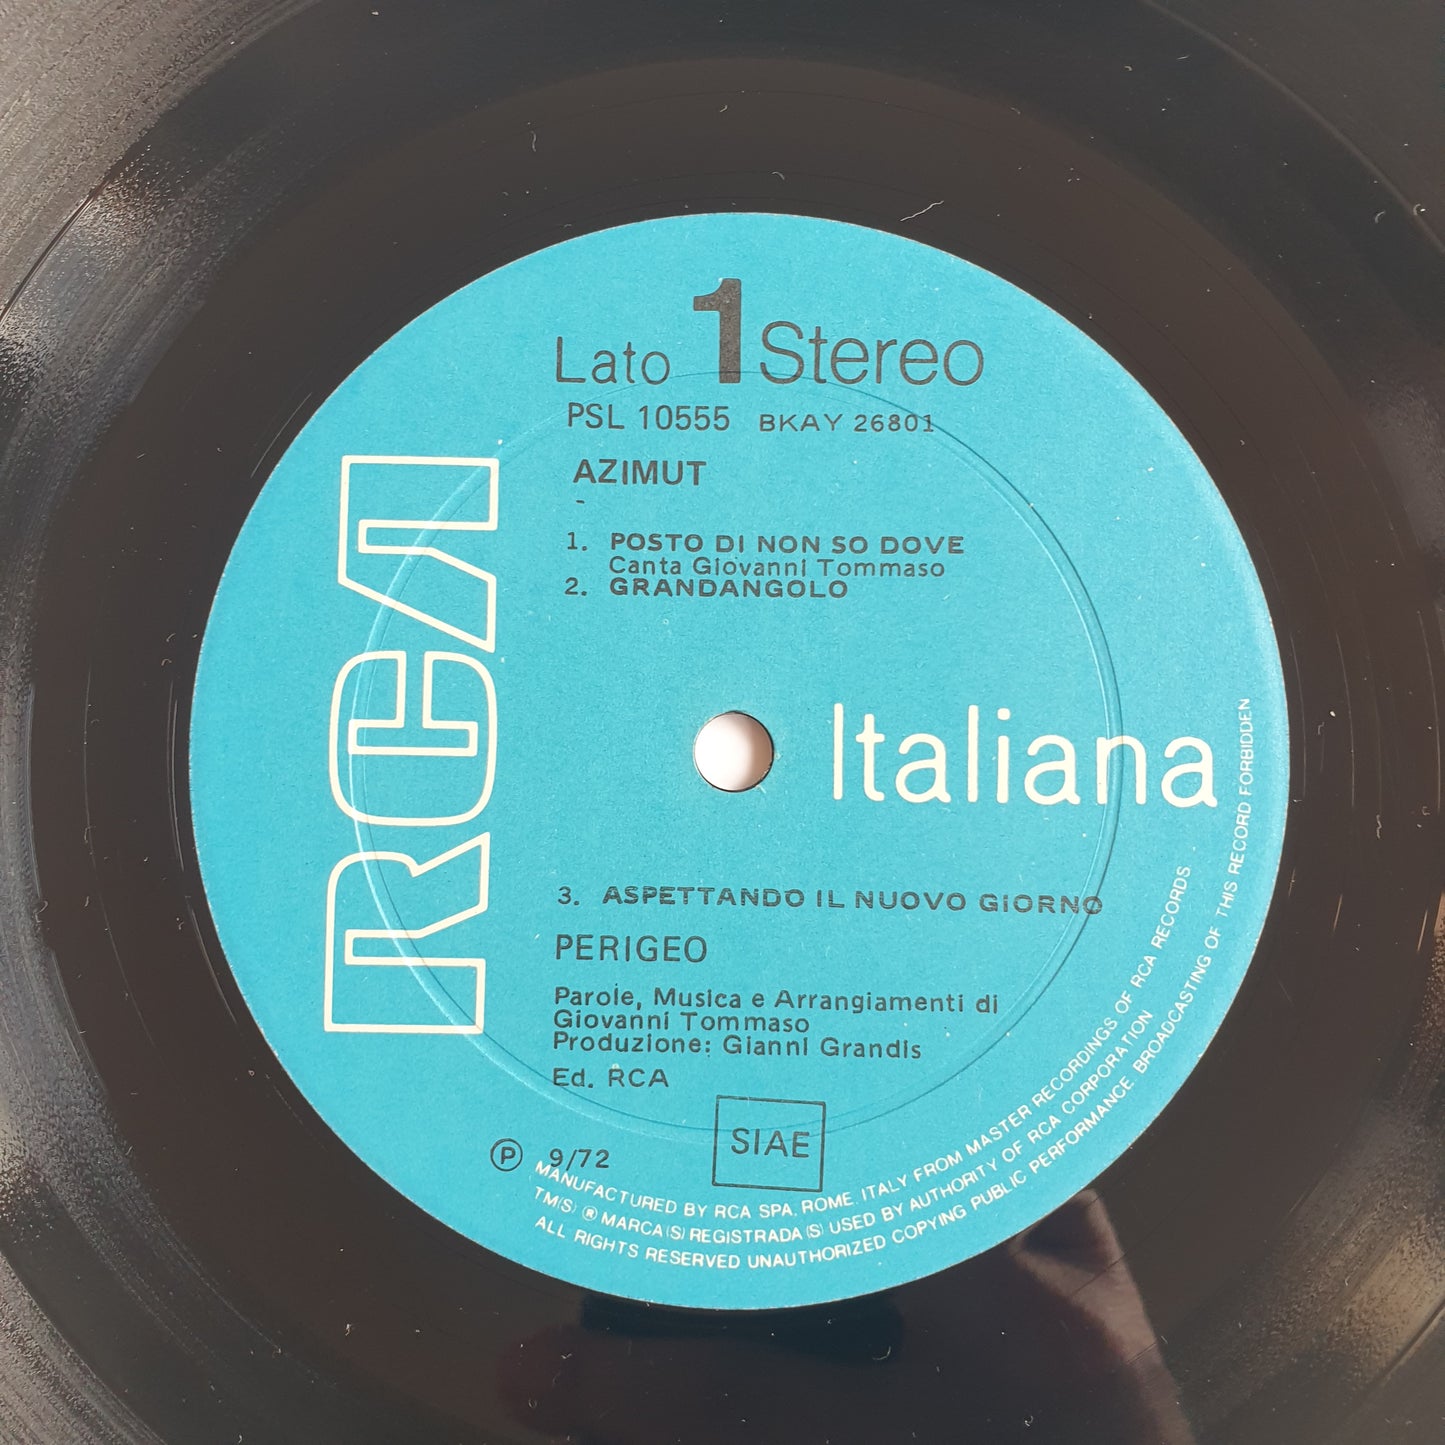 Lato 1 Stereo
PSL 10555 BKAY 26801
AZIMUT
-
1. POSTO DI NON SO DOVE
Canta Giovanni Tommaso
2. GRANDANGOLO
RCA
Italiana
3. ASPETTANDO IL NUOVO GIORNO
PERIGEO
Parole, Musica e Arrangiamenti di
Giovanni Tommaso
Produzione: Gianni Grandis
Ed. RCA
SIAE
Ⓟ 9/72
MANUFACTURED BY RCA SPA. ROME. ITALY FROM MASTER RECORDINGS OF RCA RECORDS
TM(S) ® MARCA(S) REGISTRADA(S) USED BY AUTHORITY OF RCA CORPORATION
ALL RIGHTS RESERVED UNAUTHORIZED COPYING PUBLIC PERFORMANCE BROADCASTING OF THIS RECORD FORBIDDEN